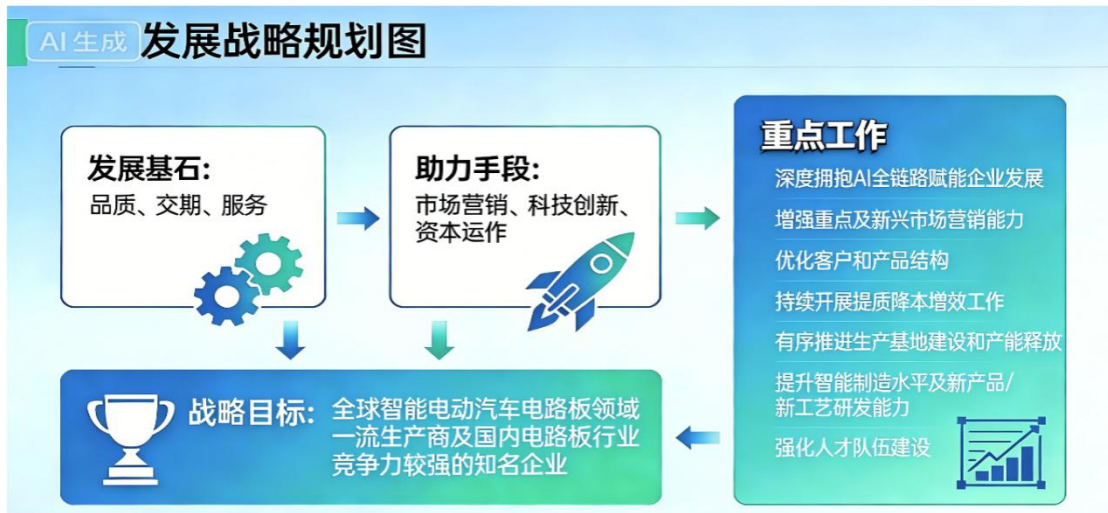 AI生成
发展战略规划图
发展基石:
品质、交期、服务
助力手段:
市场营销、科技创新、
资本运作
重点工作
深度拥抱AI全链路赋能企业发展
增强重点及新兴市场营销能力
优化客户和产品结构
持续开展提质降本增效工作
有序推进生产基地建设和产能释放
提升智能制造水平及新产品/
新工艺研发能力
强化人才队伍建设
战略目标:
全球智能电动汽车电路板领域
一流生产商及国内电路板行业
竞争力较强的知名企业